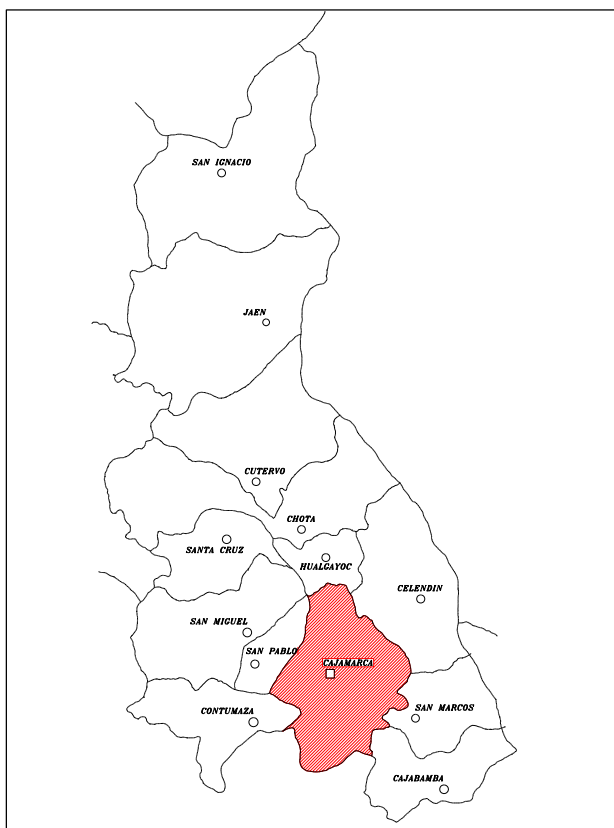 SAN IGNACIO
JAEN
CUTERVO
CHOTA
SANTA CRUZ
HUALGAYOC
CELENDIN
SAN MIGUEL
SAN PABLO
CAJAMARCA
CONTUMAZA
SAN MARCOS
CAJABAMBA